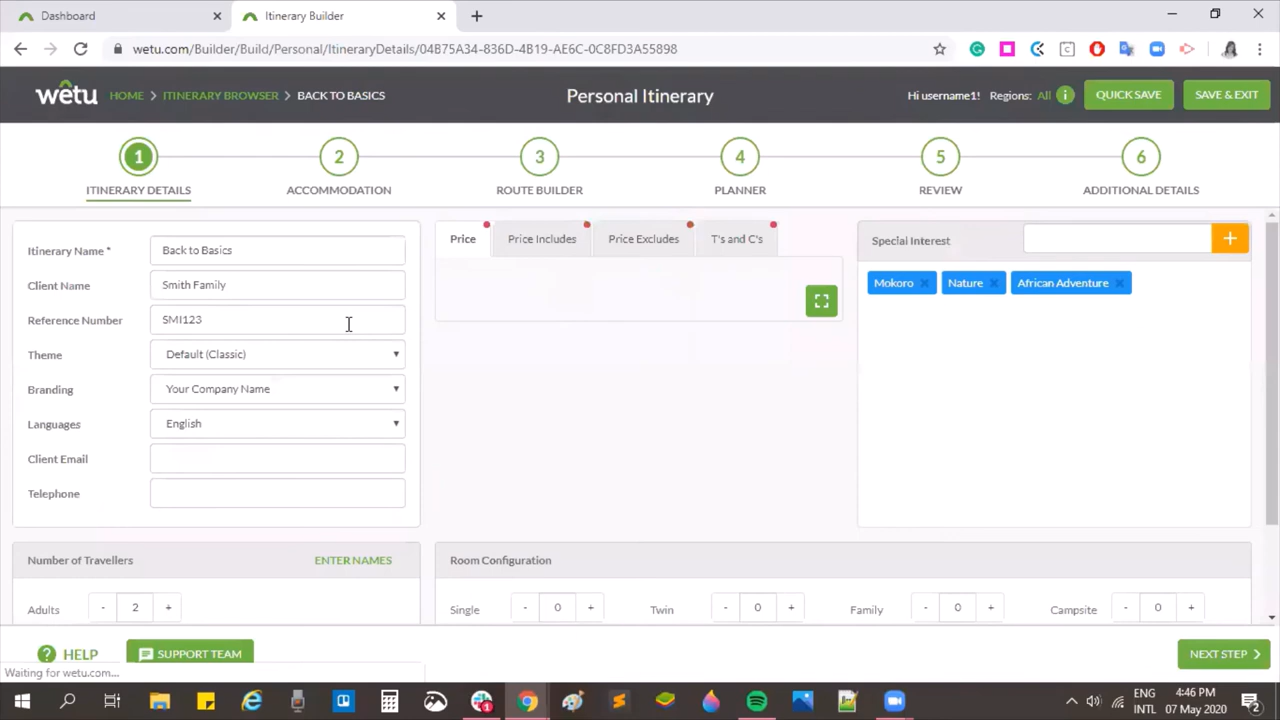 Dashboard
Itinerary Builder
wetu.com/Builder/Build/Personal/ItineraryDetails/04B75A34-836D-4B19-AE6C-0C8FD3A55898
wetu
HOME > ITINERARY BROWSER > BACK TO BASICS
Personal Itinerary
Hi username1! Regions: All
QUICK SAVE
SAVE & EXIT
1 2 3 4 5 6
ITINERARY DETAILS ACCOMMODATION ROUTE BUILDER PLANNER REVIEW ADDITIONAL DETAILS
Itinerary Name * Back to Basics
Client Name Smith Family
Reference Number SMI123
Theme Default (Classic)
Branding Your Company Name
Languages English
Client Email
Telephone
Price Price Includes Price Excludes T's and C's
Special Interest +
Mokoro × Nature × African Adventure ×
Number of Travellers ENTER NAMES
Adults - 2 +
Room Configuration
Single - 0 + Twin - 0 + Family - 0 + Campsite - 0 +
? HELP SUPPORT TEAM NEXT STEP >
Waiting for wetu.com...
ENG
INTL
4:46 PM
07 May 2020